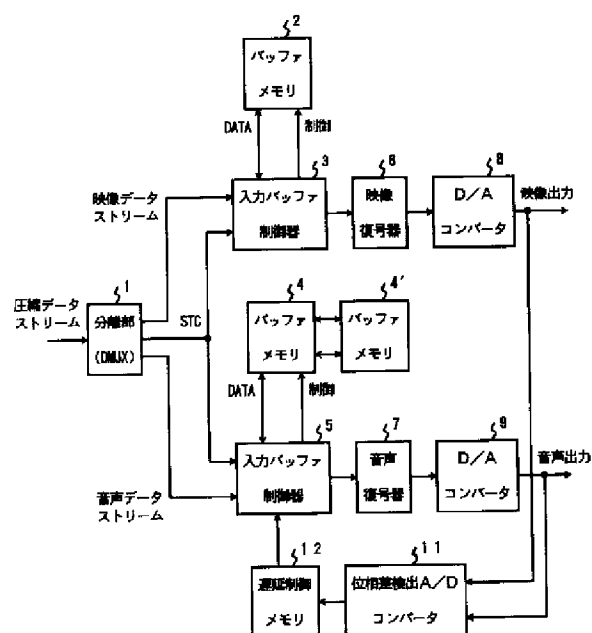 2
バッファ
メモリ
DATA
制御
3
6
8
映像データ
ストリーム
入力バッファ
制御器
映像
復号器
D/A
コンバータ
映像出力
1
4
4'
圧縮データ
ストリーム
分離部
(DMUX)
STC
バッファ
メモリ
バッファ
メモリ
DATA
制御
5
7
9
入力バッファ
制御器
音声
復号器
D/A
コンバータ
音声出力
音声データ
ストリーム
12
11
遅延制御
メモリ
位相差検出A/D
コンバータ